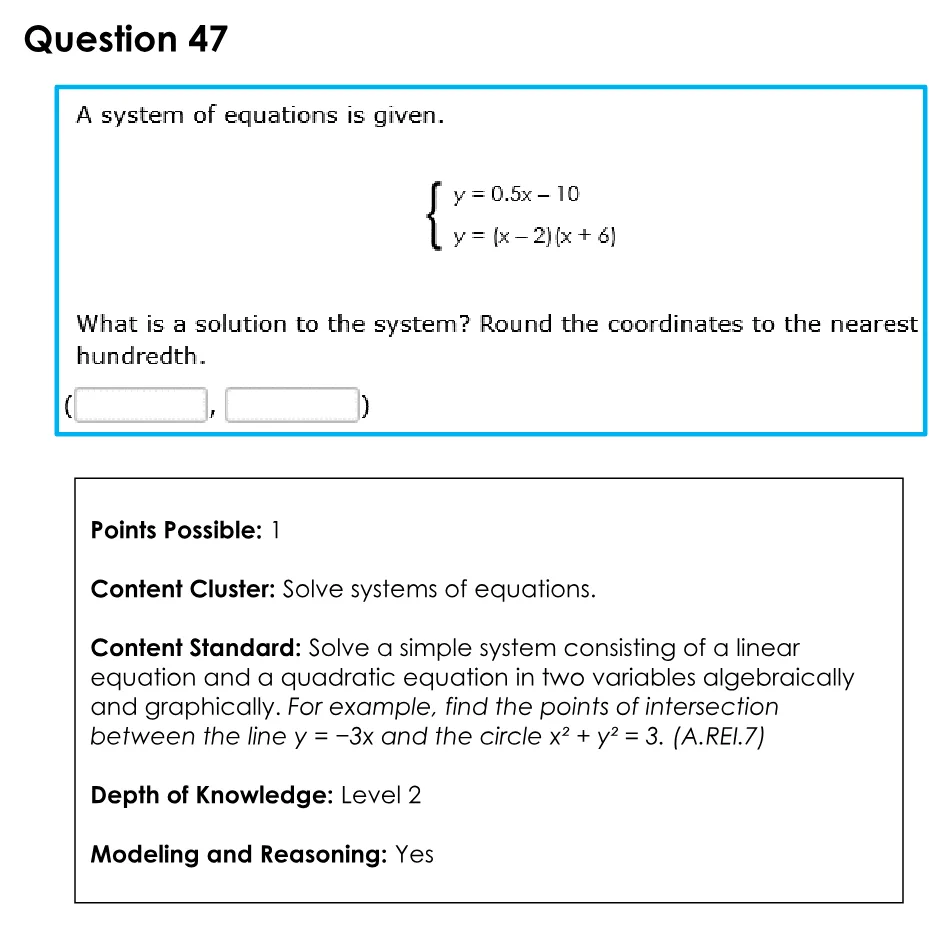 Question 47
A system of equations is given.
y = 0.5x – 10
y = (x – 2)(x + 6)
What is a solution to the system? Round the coordinates to the nearest
hundredth.
( , )
Points Possible: 1
Content Cluster: Solve systems of equations.
Content Standard: Solve a simple system consisting of a linear
equation and a quadratic equation in two variables algebraically
and graphically. For example, find the points of intersection
between the line y = −3x and the circle x² + y² = 3. (A.REI.7)
Depth of Knowledge: Level 2
Modeling and Reasoning: Yes